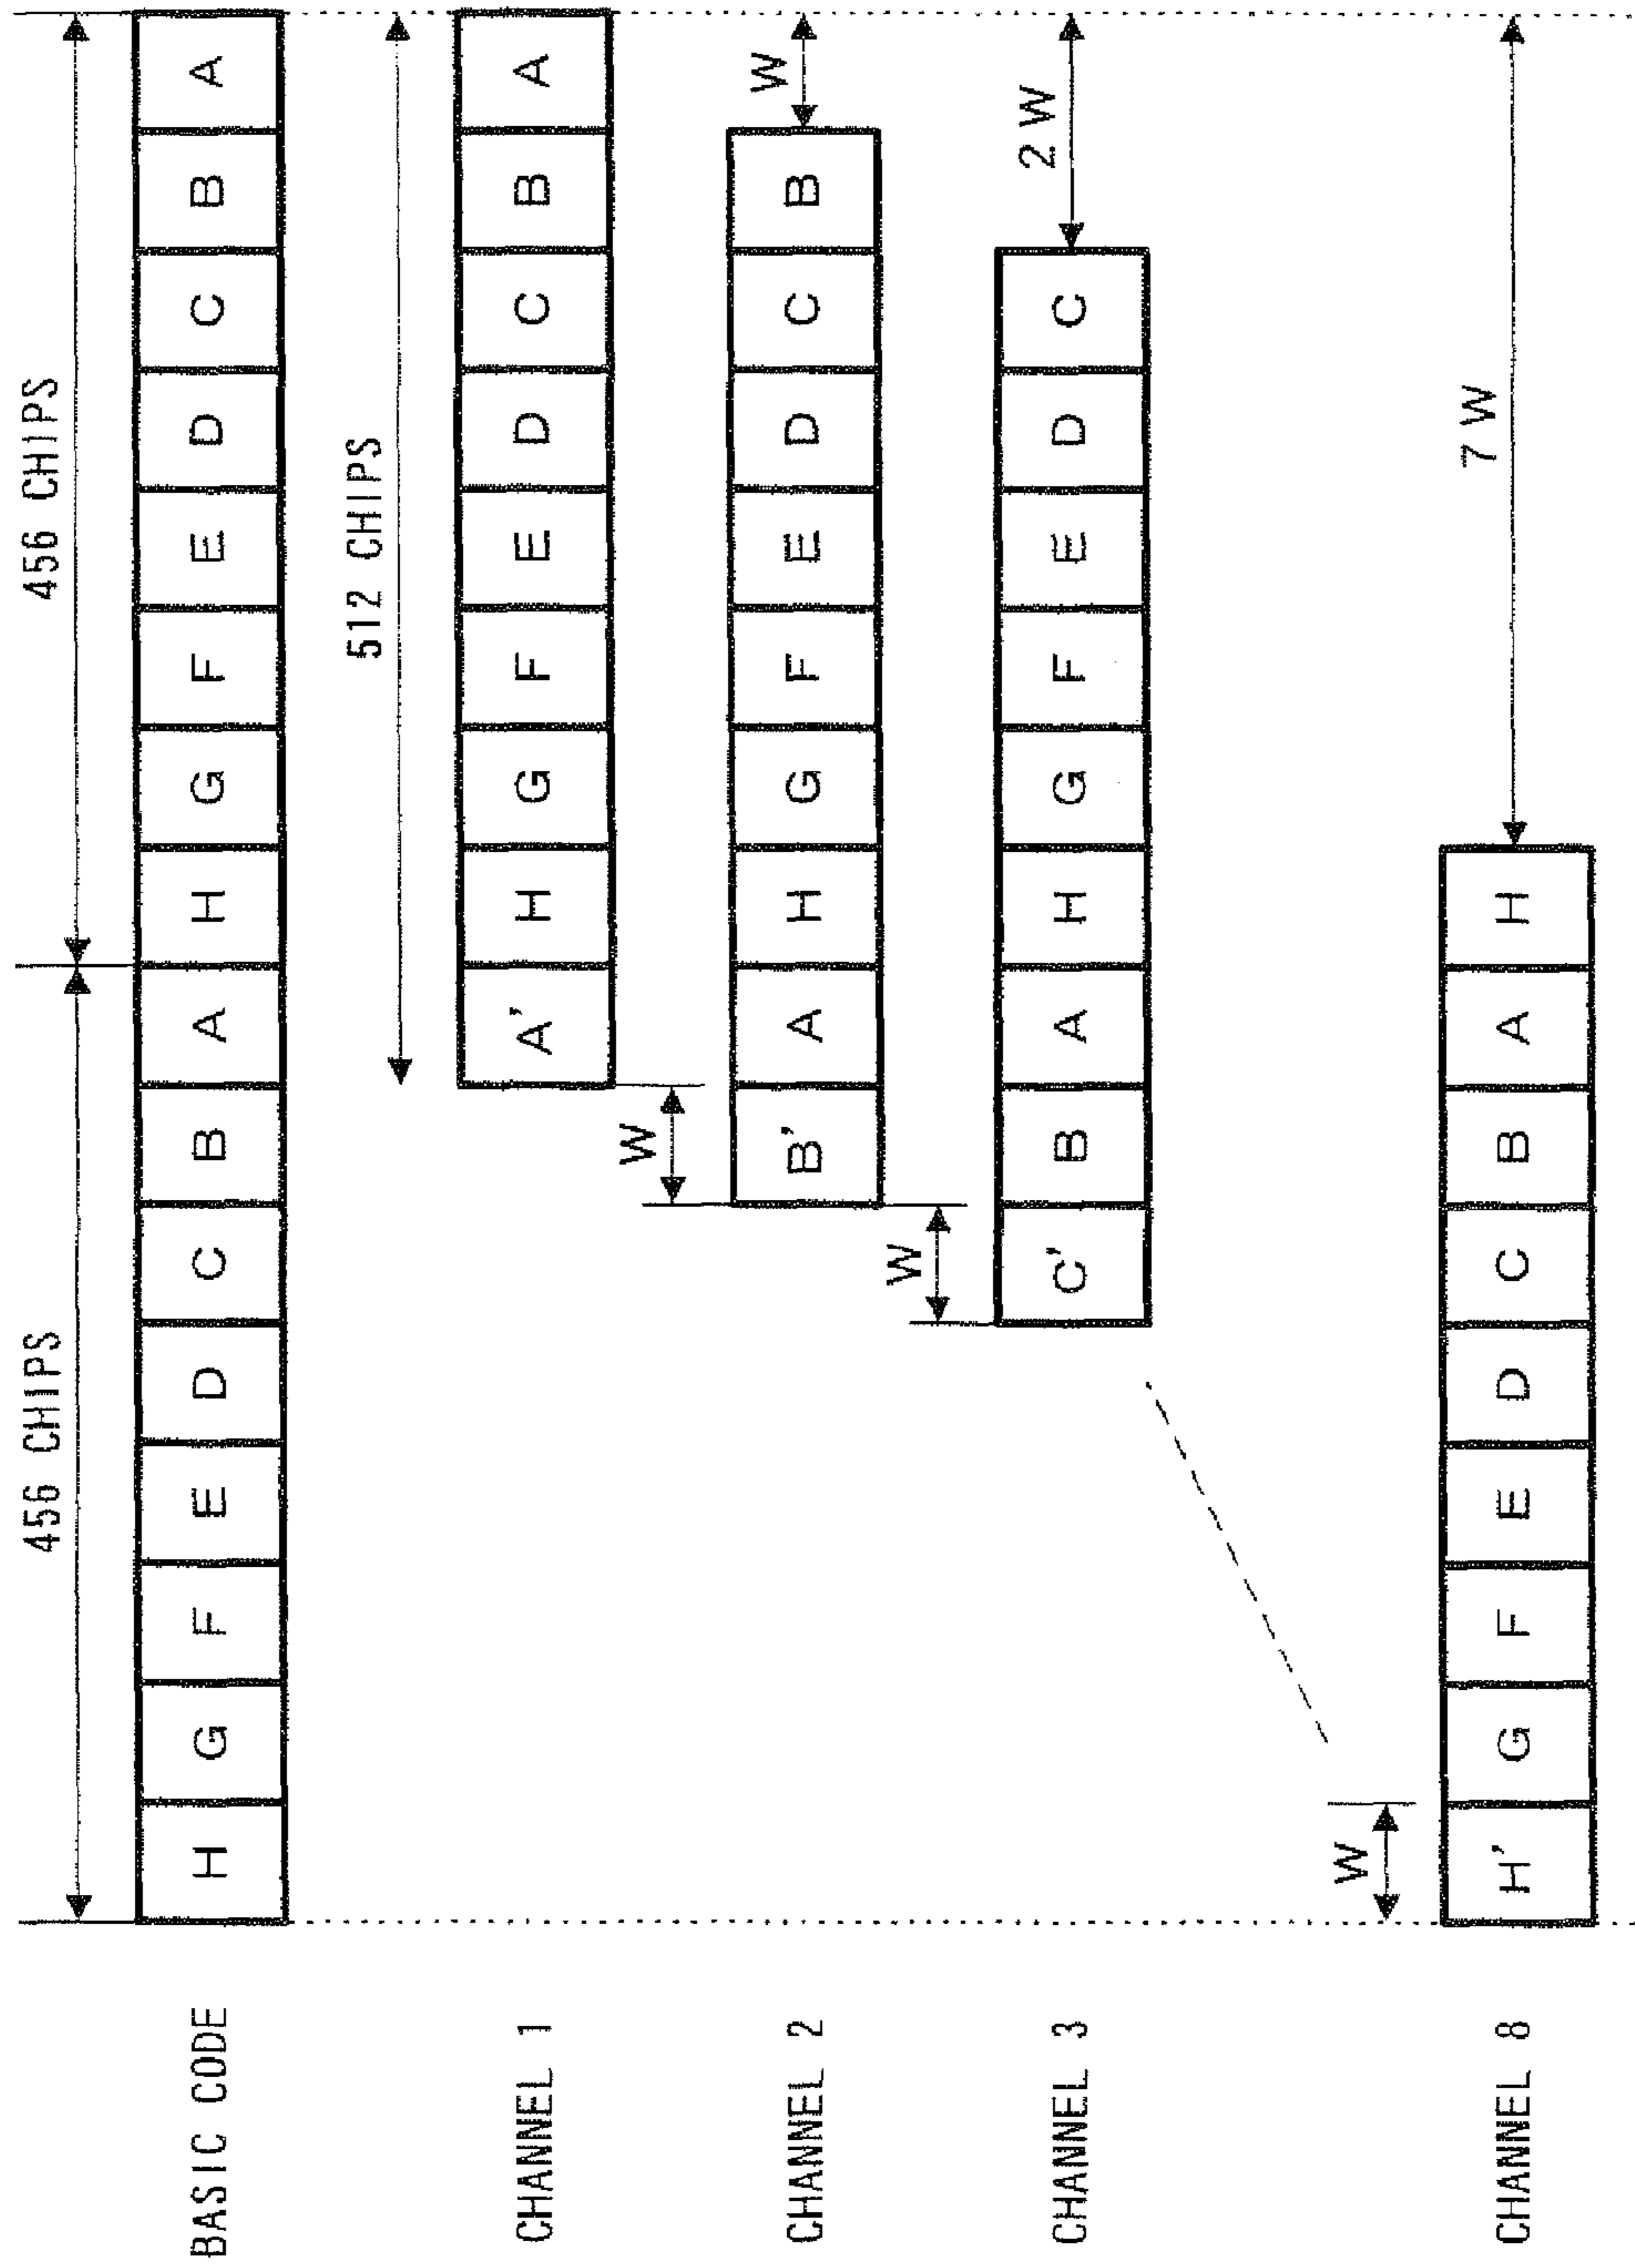 456 CHIPS 456 CHIPS
BASIC CODE H G F E D C B A H G F E D C B A
512 CHIPS
CHANNEL 1 A' H G F E D C B A
W
W
CHANNEL 2 B' A H G F E D C B
W
2 W
CHANNEL 3 C' B A H G F E D C
W
7 W
CHANNEL 8 H' G F E D C B A H